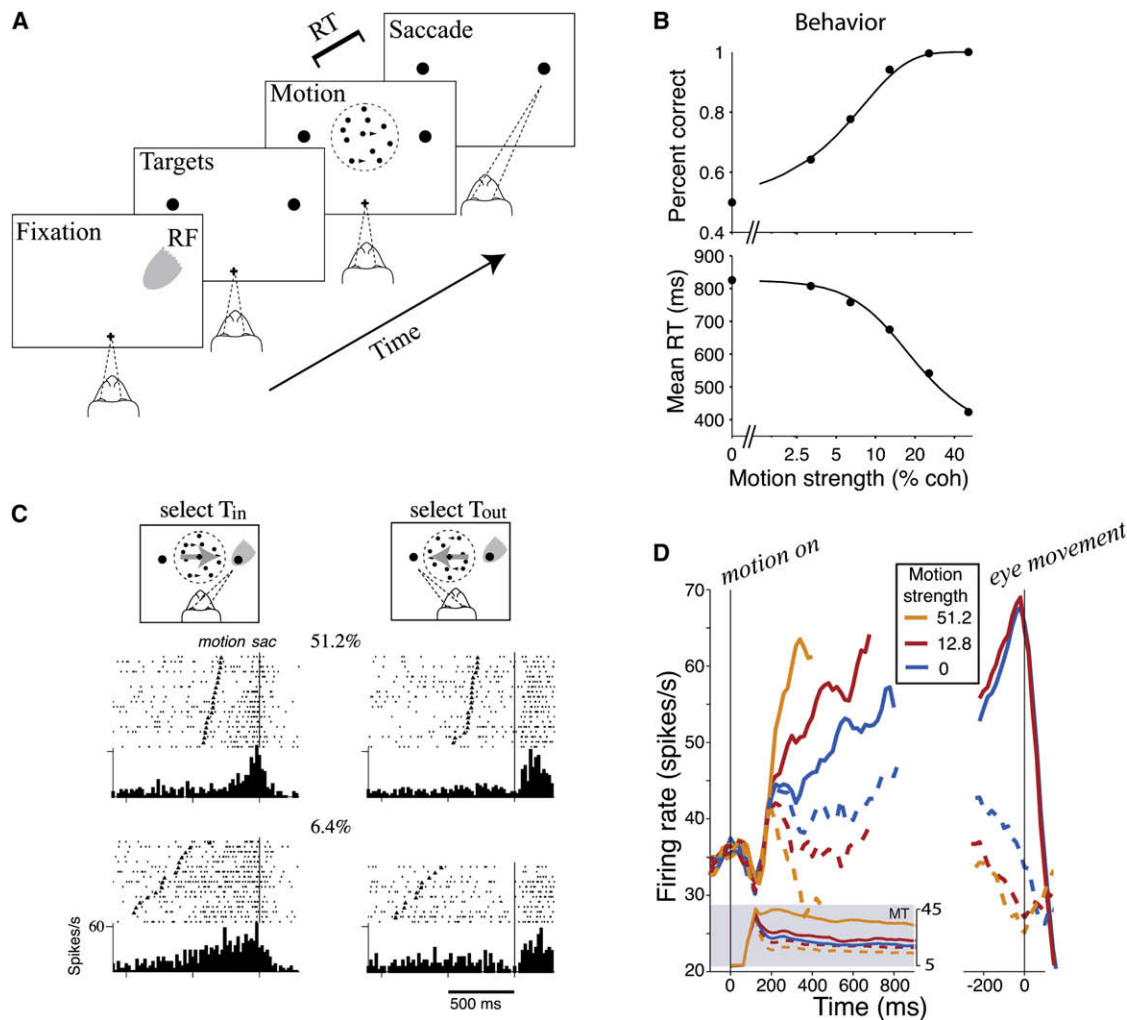 A
RT
Saccade
Motion
Targets
Fixation
RF
Time
B
Behavior
Percent correct
1
0.8
0.6
0.4
Mean RT (ms)
900
800
700
600
500
400
0 2.5 5 10 20 40
Motion strength (% coh)
C
select Tin
select Tout
motion sac
51.2%
6.4%
Spikes/s
60
500 ms
D
motion on
eye movement
Motion
strength
51.2
12.8
0
Firing rate (spikes/s)
70
60
50
40
30
20
MT
45
5
0 200 400 600 800
-200 0
Time (ms)